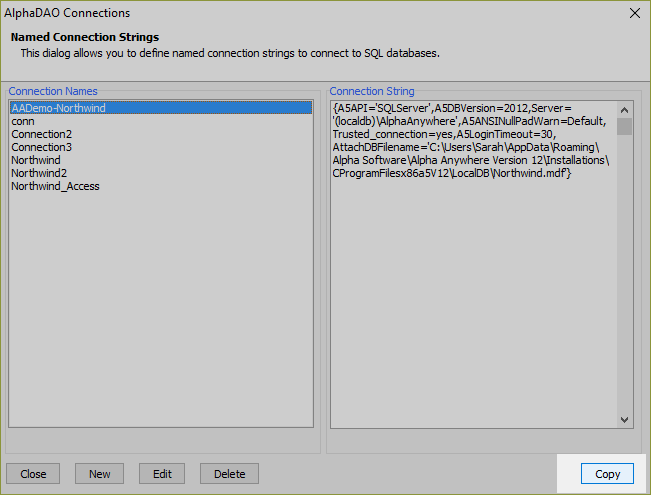 AlphaDAO Connections
Named Connection Strings
This dialog allows you to define named connection strings to connect to SQL databases.
Connection Names
AADemo-Northwind
conn
Connection2
Connection3
Northwind
Northwind2
Northwind_Access
Connection String
{A5API='SQLServer',A5DBVersion=2012,Server=
'(localdb)\AlphaAnywhere',A5ANSINullPadWarn=Default,
Trusted_connection=yes,A5LoginTimeout=30,
AttachDBFilename='C:\Users\Sarah\AppData\Roaming\
Alpha Software\Alpha Anywhere Version 12\Installations\
CProgramFilesx86a5V12\LocalDB\Northwind.mdf'}
Close
New
Edit
Delete
Copy